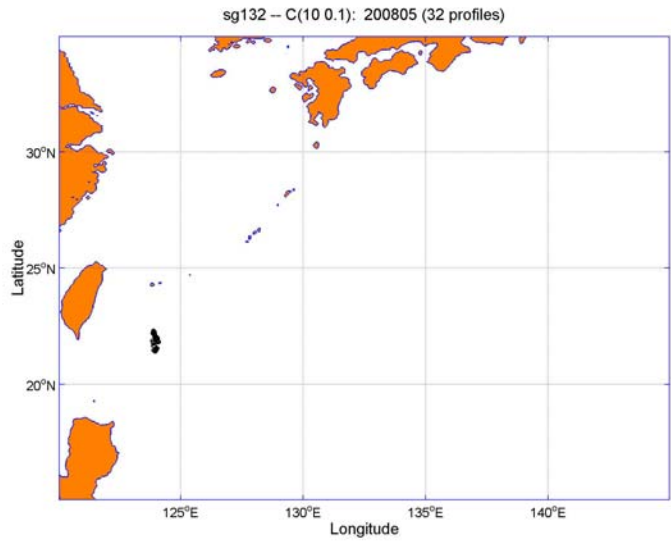 sg132 -- C(10 0.1): 200805 (32 profiles)
30°N
25°N
20°N
Latitude
125°E 130°E 135°E 140°E
Longitude